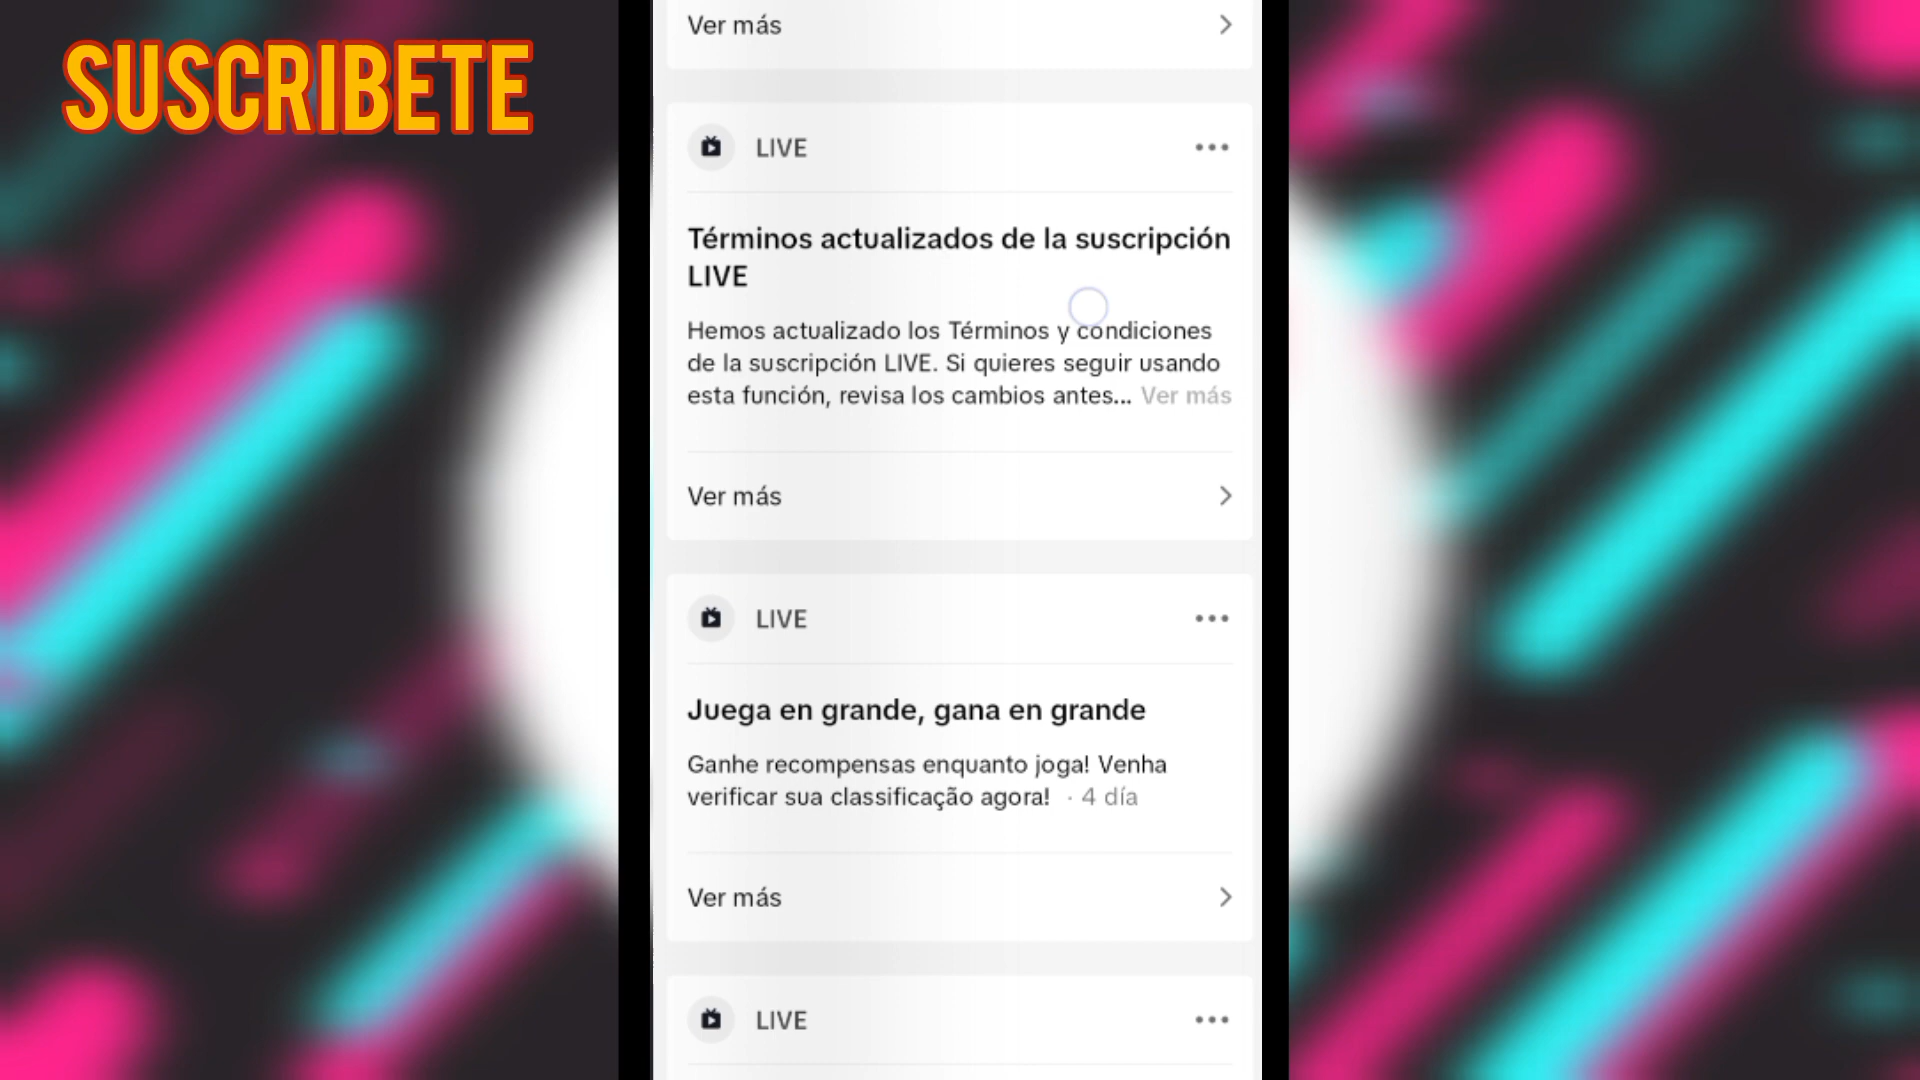 SUSCRIBETE
Ver más
LIVE
Términos actualizados de la suscripción
LIVE
Hemos actualizado los Términos y condiciones
de la suscripción LIVE. Si quieres seguir usando
esta función, revisa los cambios antes... Ver más
Ver más
LIVE
Juega en grande, gana en grande
Ganhe recompensas enquanto joga! Venha
verificar sua classificação agora! · 4 día
Ver más
LIVE